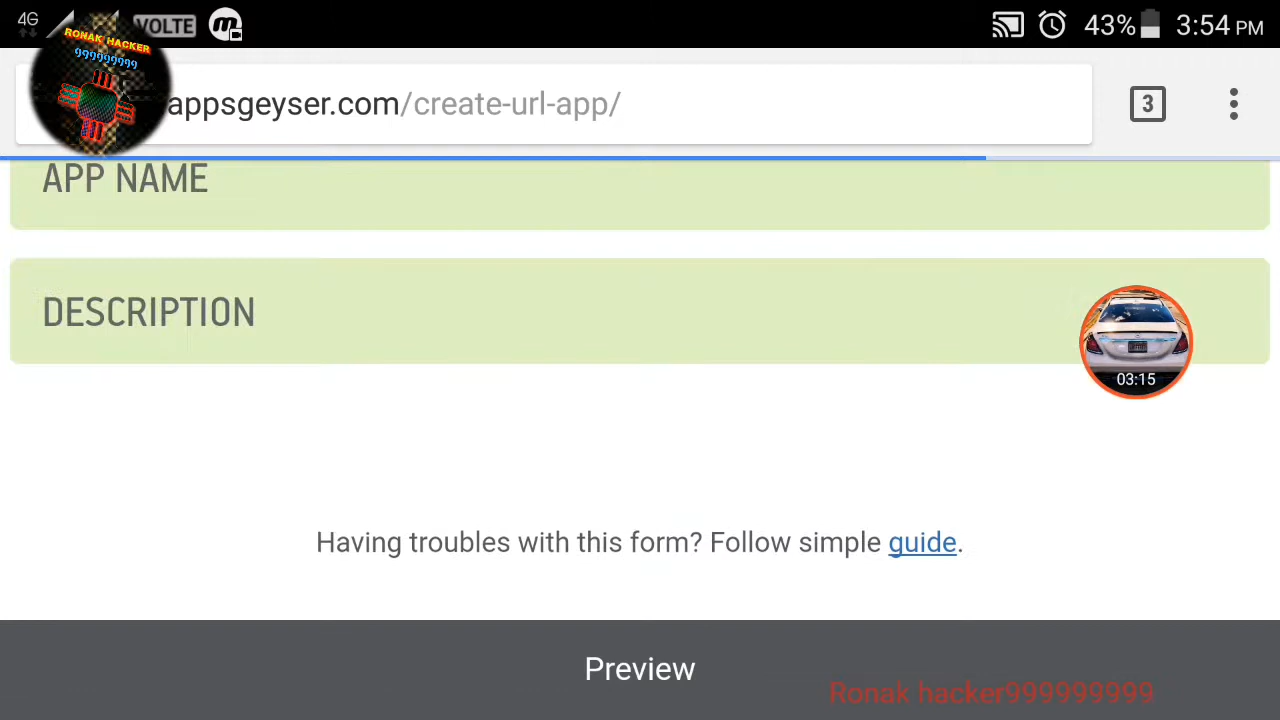 4G VOLTE 43% 3:54 PM
RONAK HACKER
999999999
appsgeyser.com/create-url-app/
3
APP NAME
DESCRIPTION
03:15
Having troubles with this form? Follow simple guide.
Preview
Ronak hacker999999999